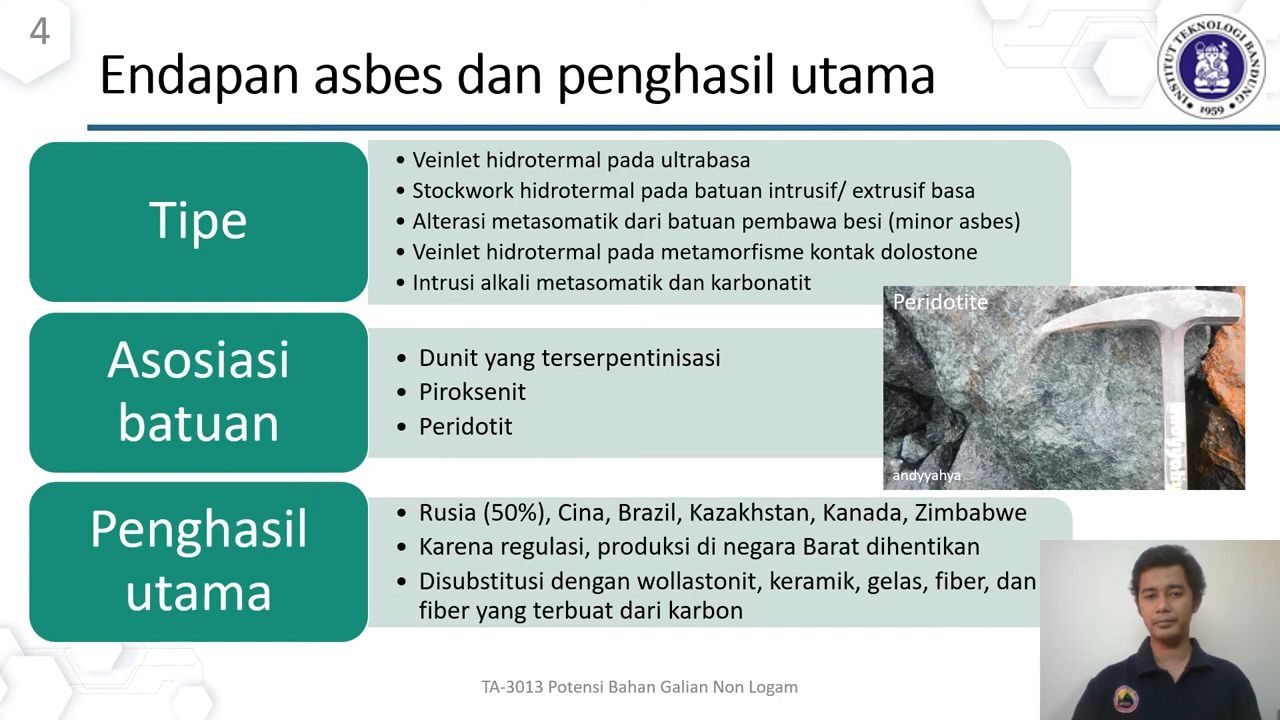 4
Endapan asbes dan penghasil utama
INSTITUT TEKNOLOGI BANDUNG
1959
Tipe
• Veinlet hidrotermal pada ultrabasa
• Stockwork hidrotermal pada batuan intrusif/ extrusif basa
• Alterasi metasomatik dari batuan pembawa besi (minor asbes)
• Veinlet hidrotermal pada metamorfisme kontak dolostone
• Intrusi alkali metasomatik dan karbonatit
Asosiasi
batuan
• Dunit yang terserpentinisasi
• Piroksenit
• Peridotit
Peridotite
andyyahya
Penghasil
utama
• Rusia (50%), Cina, Brazil, Kazakhstan, Kanada, Zimbabwe
• Karena regulasi, produksi di negara Barat dihentikan
• Disubstitusi dengan wollastonit, keramik, gelas, fiber, dan
fiber yang terbuat dari karbon
TA-3013 Potensi Bahan Galian Non Logam